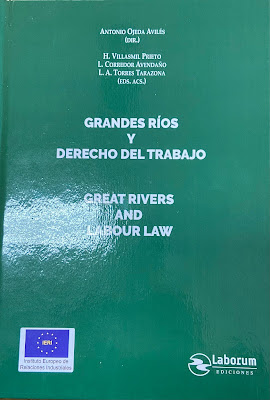 Antonio Ojeda Avilés
(dir.)
H. Villasmil Prieto
L. Corredor Avendaño
L. A. Torres Tarazona
(eds. acs.)
GRANDES RÍOS
Y
DERECHO DEL TRABAJO
GREAT RIVERS
AND
LABOUR LAW
IERI
Instituto Europeo de
Relaciones Industriales
Laborum
EDICIONES